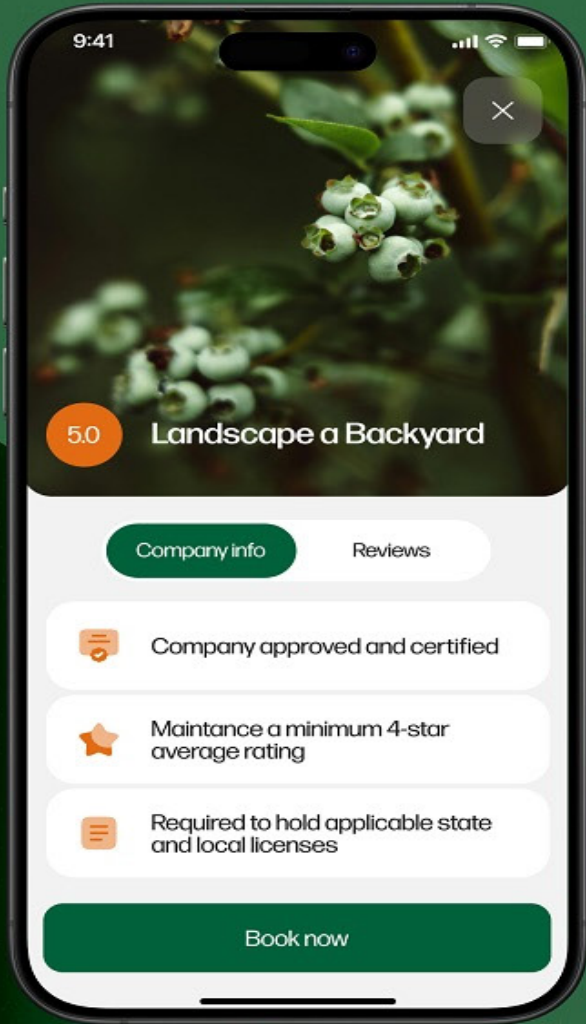 9:41
5.0
Landscape a Backyard
Company info
Reviews
Company approved and certified
Maintance a minimum 4-star
average rating
Required to hold applicable state
and local licenses
Book now